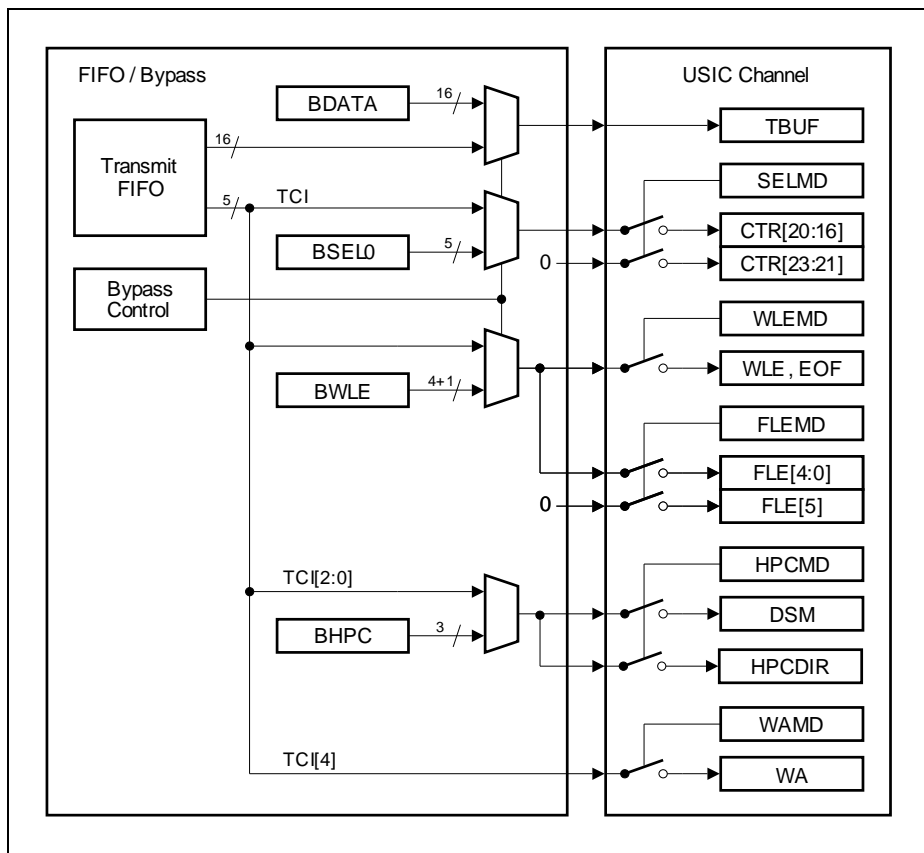 FIFO / Bypass
USIC Channel
BDATA
16
TBUF
16
Transmit
FIFO
SELMD
5
TCI
CTR[20:16]
BSEL0
5
0
CTR[23:21]
Bypass
Control
WLEMD
WLE , EOF
BWLE
4+1
FLEMD
FLE[4:0]
0
FLE[5]
HPCMD
TCI[2:0]
DSM
BHPC
3
HPCDIR
WAMD
TCI[4]
WA